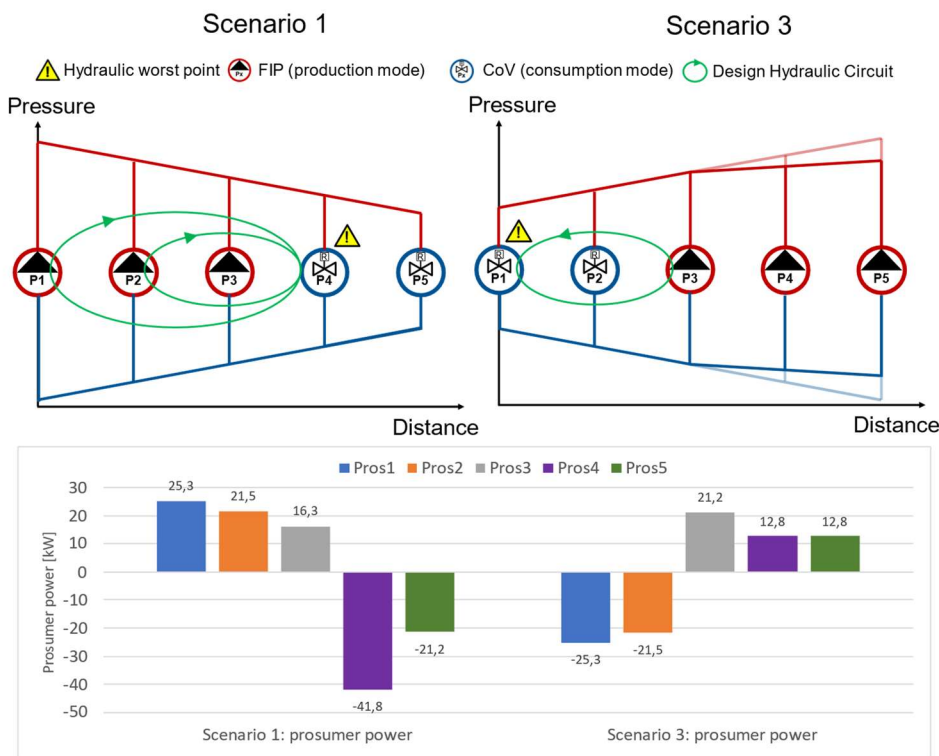 Scenario 1
Scenario 3
Hydraulic worst point
Px
FIP (production mode)
R
Px
CoV (consumption mode)
Design Hydraulic Circuit
Pressure
Pressure
P1
P2
P3
R
P4
R
P5
R
P1
R
P2
P3
P4
P5
Distance
Distance
Pros1 Pros2 Pros3 Pros4 Pros5
Prosumer power [kW]
30
20
10
0
-10
-20
-30
-40
-50
25,3
21,5
16,3
-41,8
-21,2
-25,3
-21,5
21,2
12,8
12,8
Scenario 1: prosumer power
Scenario 3: prosumer power